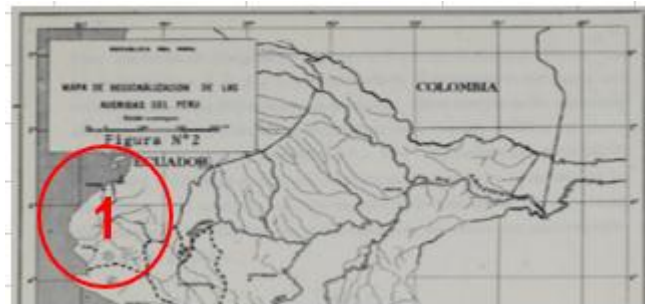 REPUBLICA DEL PERU
MAPA DE REGIONALIZACION DE LAS
AVENIDAS DEL PERU
Figura N°2
COLOMBIA
ECUADOR
1